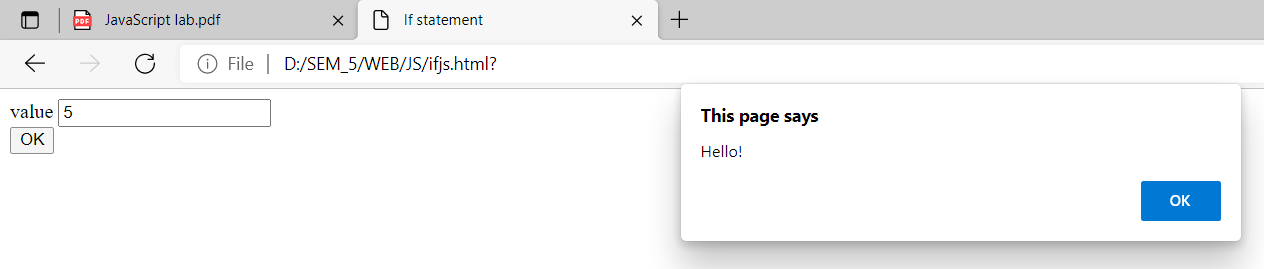 PDF JavaScript lab.pdf If statement
File D:/SEM_5/WEB/JS/ifjs.html?
value 5
OK
This page says
Hello!
OK